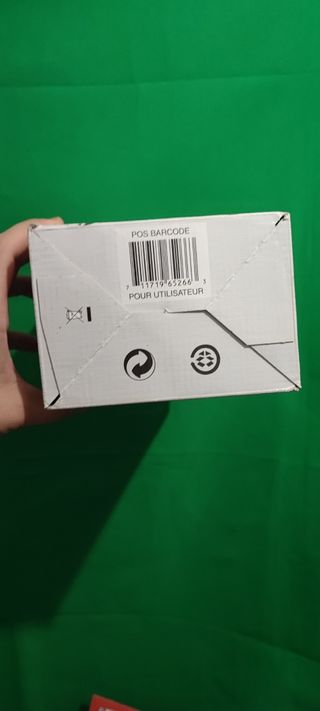 POS BARCODE
7 11719 65266 3
POUR UTILISATEUR